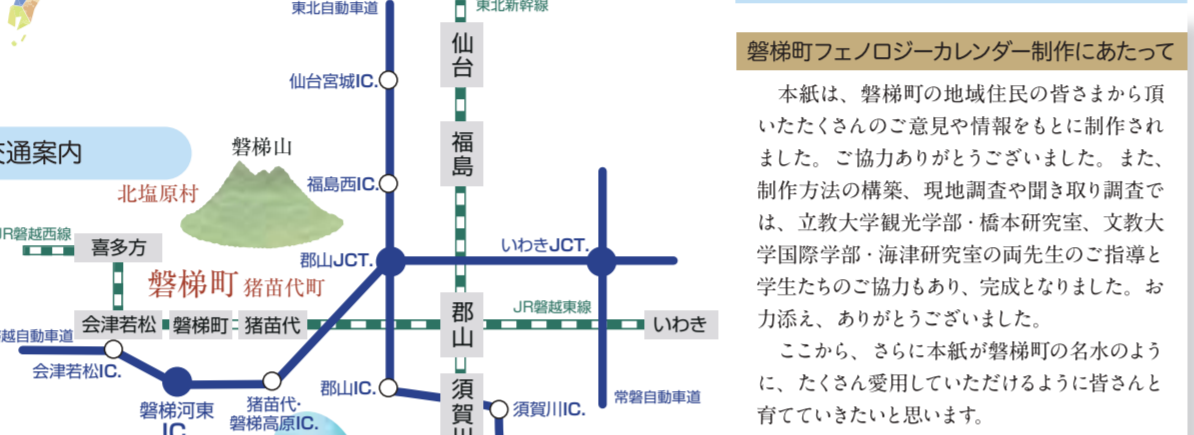 東北自動車道
東北新幹線
仙台
仙台宮城IC.
交通案内
磐梯山
福島
北塩原村
福島西IC.
JR磐越西線
喜多方
郡山JCT.
いわきJCT.
磐梯町
猪苗代町
JR磐越東線
郡山
会津若松
磐梯町
猪苗代
いわき
越自動車道
会津若松IC.
磐梯河東
IC.
猪苗代・
磐梯高原IC.
郡山IC.
須賀川
須賀川IC.
常磐自動車道
磐梯町フェノロジーカレンダー制作にあたって
本紙は、磐梯町の地域住民の皆さまから頂
いたたくさんのご意見や情報をもとに制作され
ました。ご協力ありがとうございました。また、
制作方法の構築、現地調査や聞き取り調査で
は、立教大学観光学部・橋本研究室、文教大
学国際学部・海津研究室の両先生のご指導と
学生たちのご協力もあり、完成となりました。お
力添え、ありがとうございました。
ここから、さらに本紙が磐梯町の名水のよう
に、たくさん愛用していただけるように皆さんと
育てていきたいと思います。